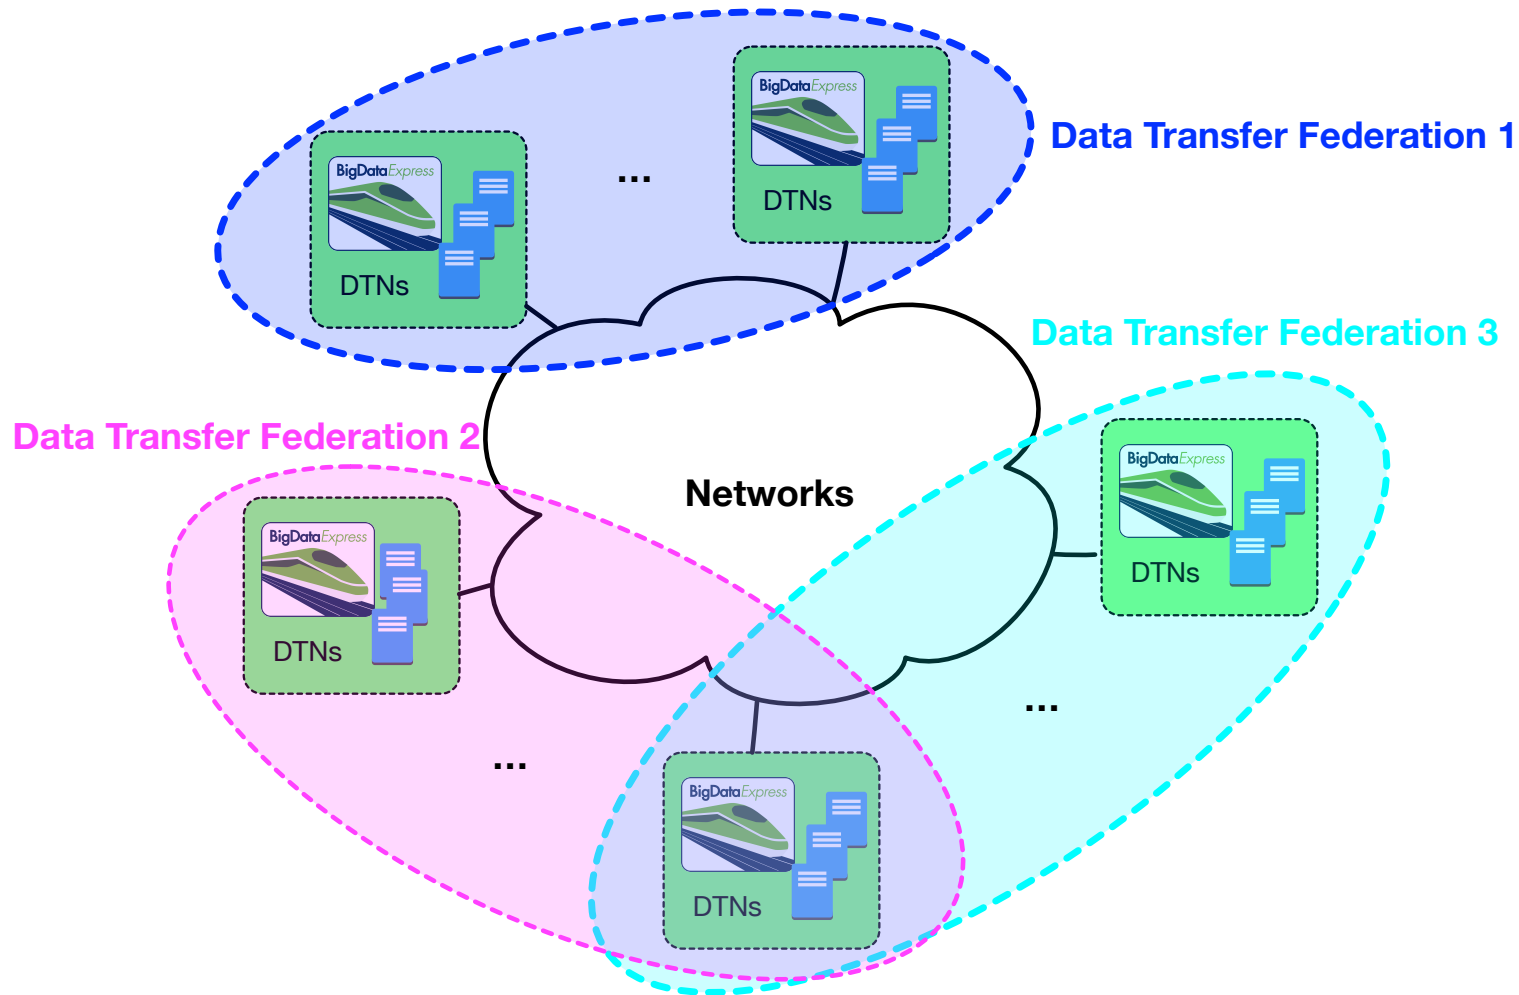 BigDataExpress
DTNs
Data Transfer Federation 1
BigDataExpress
...
DTNs
Data Transfer Federation 3
Data Transfer Federation 2
BigDataExpress
DTNs
Networks
BigDataExpress
DTNs
...
...
BigDataExpress
DTNs